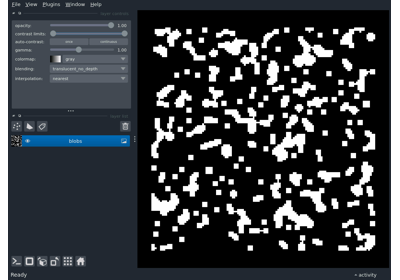 File View Plugins Window Help
opacity: 1.00
contrast limits:
auto-contrast: once continuous
gamma: 1.00
colormap: gray
blending: translucent_no_depth
interpolation: nearest
blobs
Ready
activity